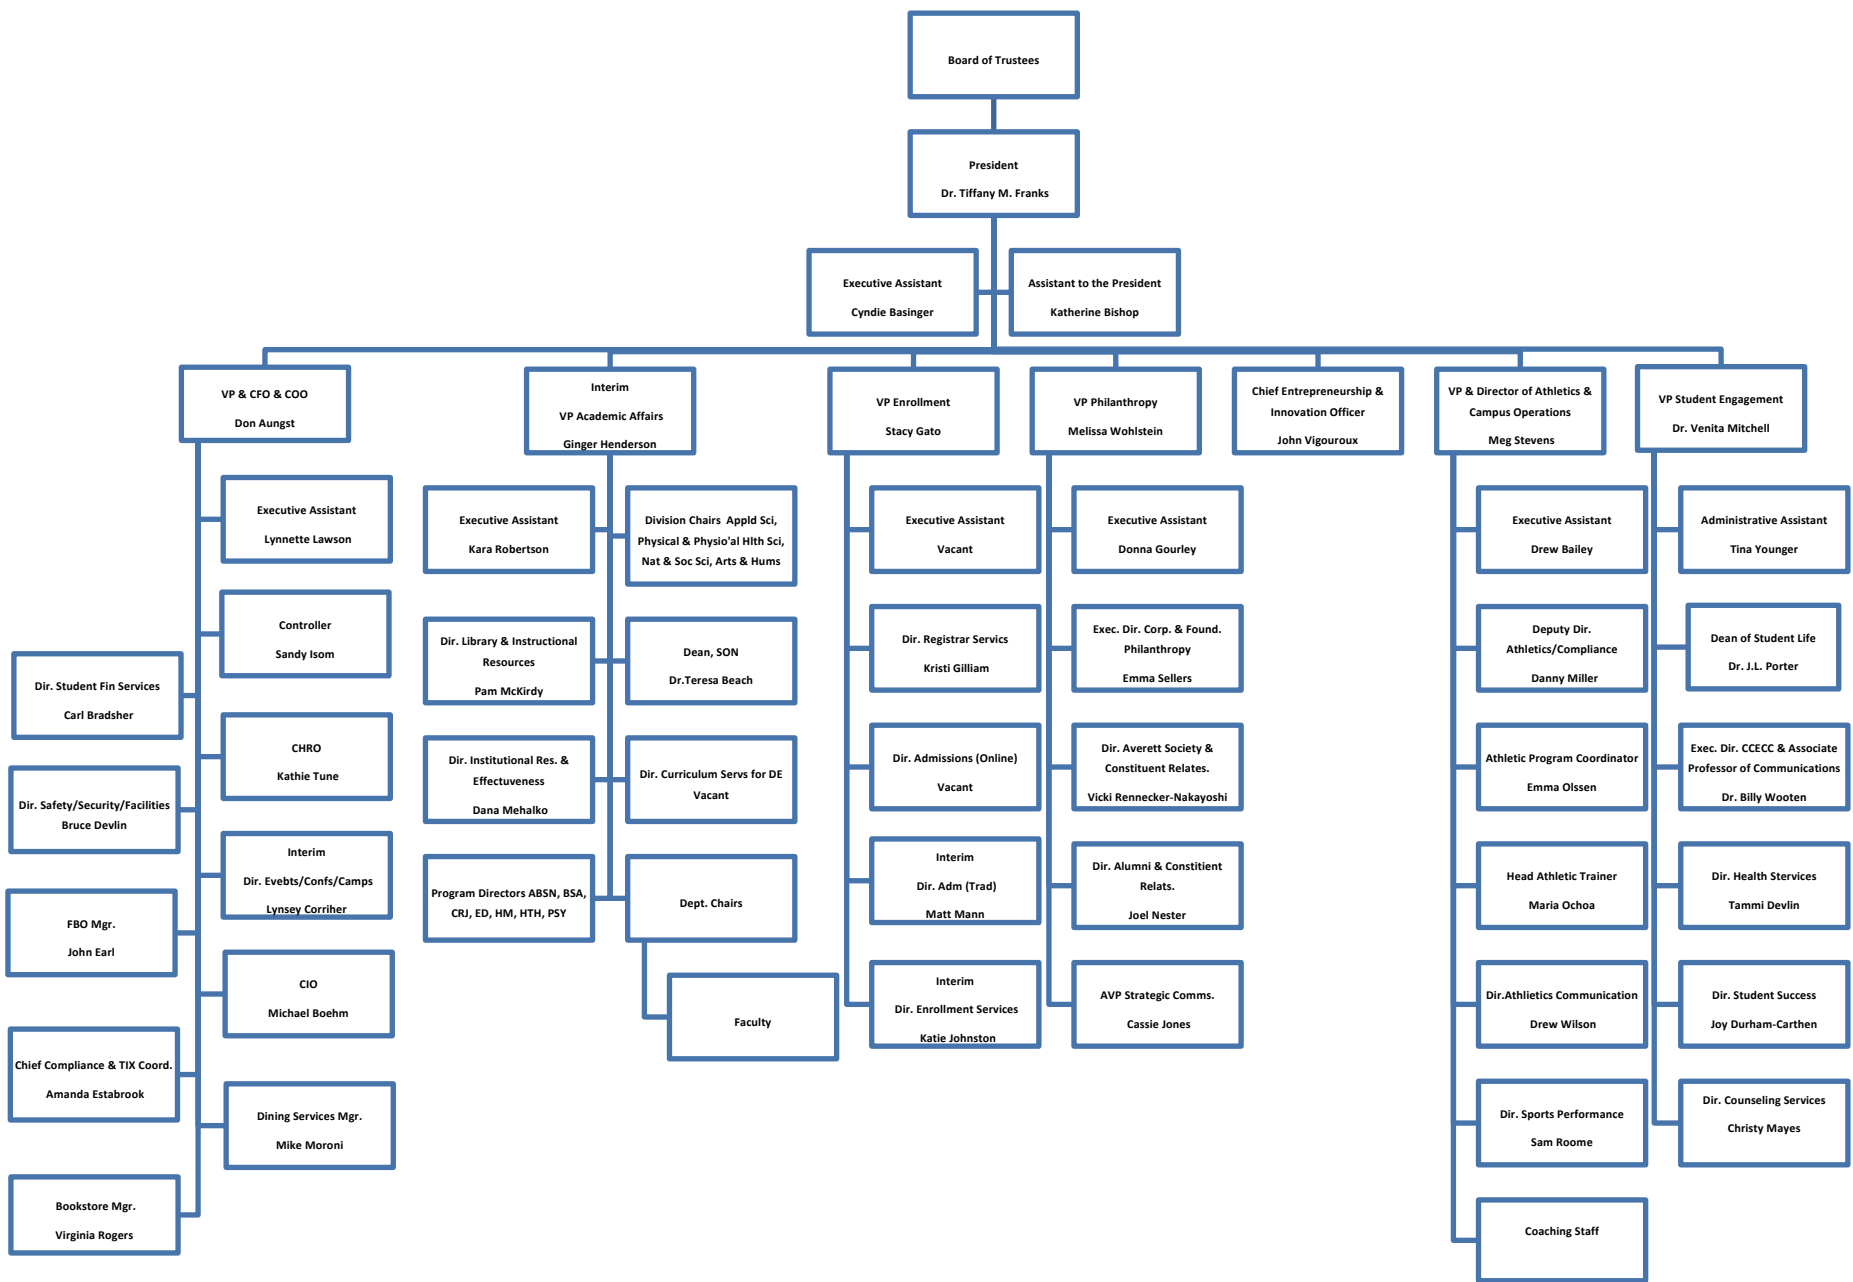 Board of Trustees
President
Dr. Tiffany M. Franks
Executive Assistant
Cyndie Basinger
Assistant to the President
Katherine Bishop
VP & CFO & COO
Don Aungst
Interim
VP Academic Affairs
Ginger Henderson
VP Enrollment
Stacy Gato
VP Philanthropy
Melissa Wohlstein
Chief Entrepreneurship &
Innovation Officer
John Vigouroux
VP & Director of Athletics &
Campus Operations
Meg Stevens
VP Student Engagement
Dr. Venita Mitchell
Executive Assistant
Lynnette Lawson
Controller
Sandy Isom
Dir. Student Fin Services
Carl Bradsher
CHRO
Kathie Tune
Dir. Safety/Security/Facilities
Bruce Devlin
Interim
Dir. Evebts/Confs/Camps
Lynsey Corriher
FBO Mgr.
John Earl
CIO
Michael Boehm
Chief Compliance & TIX Coord.
Amanda Estabrook
Dining Services Mgr.
Mike Moroni
Bookstore Mgr.
Virginia Rogers
Executive Assistant
Kara Robertson
Division Chairs  Appld Sci,
Physical & Physio'al Hlth Sci,
Nat & Soc Sci, Arts & Hums
Dir. Library & Instructional
Resources
Pam McKirdy
Dean, SON
Dr.Teresa Beach
Dir. Institutional Res. &
Effectuveness
Dana Mehalko
Dir. Curriculum Servs for DE
Vacant
Program Directors ABSN, BSA,
CRJ, ED, HM, HTH, PSY
Dept. Chairs
Faculty
Executive Assistant
Vacant
Dir. Registrar Servics
Kristi Gilliam
Dir. Admissions (Online)
Vacant
Interim
Dir. Adm (Trad)
Matt Mann
Interim
Dir. Enrollment Services
Katie Johnston
Executive Assistant
Donna Gourley
Exec. Dir. Corp. & Found.
Philanthropy
Emma Sellers
Dir. Averett Society &
Constituent Relates.
Vicki Rennecker-Nakayoshi
Dir. Alumni & Constitient
Relats.
Joel Nester
AVP Strategic Comms.
Cassie Jones
Executive Assistant
Drew Bailey
Deputy Dir.
Athletics/Compliance
Danny Miller
Athletic Program Coordinator
Emma Olssen
Head Athletic Trainer
Maria Ochoa
Dir.Athlietics Communication
Drew Wilson
Dir. Sports Performance
Sam Roome
Coaching Staff
Administrative Assistant
Tina Younger
Dean of Student Life
Dr. J.L. Porter
Exec. Dir. CCECC & Associate
Professor of Communications
Dr. Billy Wooten
Dir. Health Stervices
Tammi Devlin
Dir. Student Success
Joy Durham-Carthen
Dir. Counseling Services
Christy Mayes